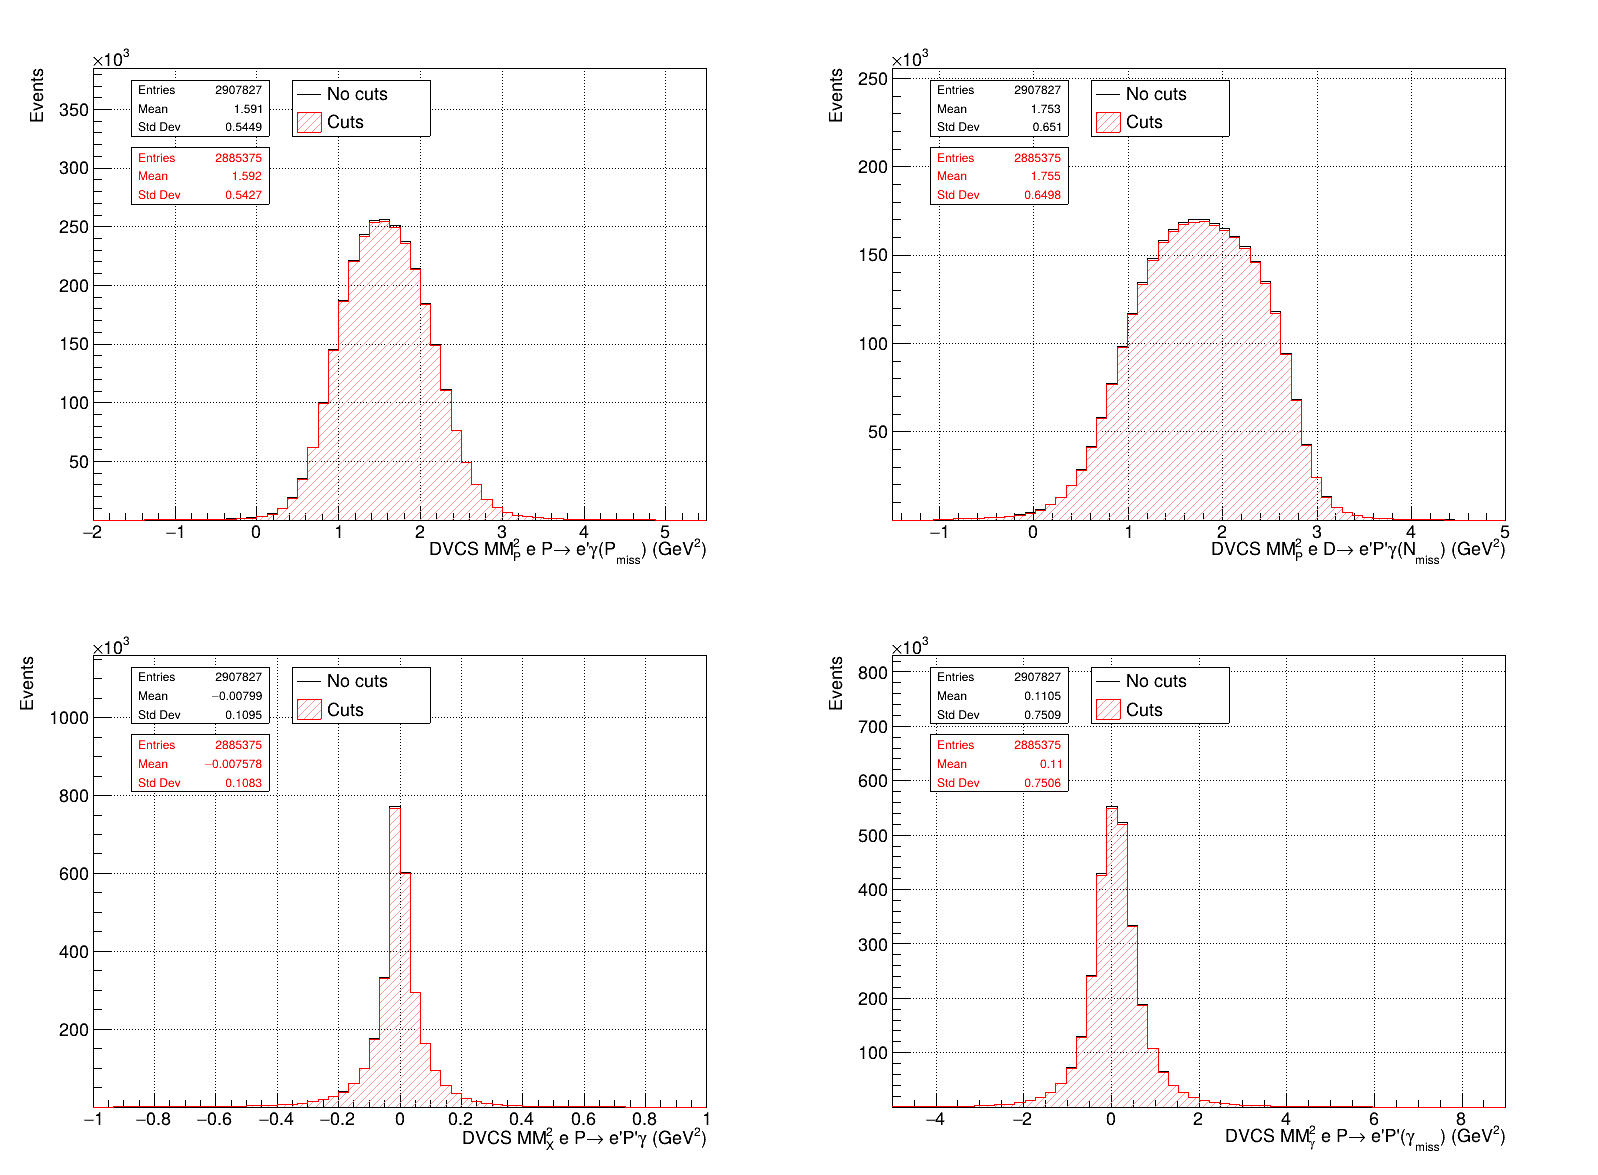 ×10³
Events
350
300
250
200
150
100
50
Entries 2907827
Mean 1.591
Std Dev 0.5449
Entries 2885375
Mean 1.592
Std Dev 0.5427
No cuts
Cuts
−2 −1 0 1 2 3 4 5
DVCS MM²P e P→ e'γ(Pmiss) (GeV²)
×10³
Events
250
200
150
100
50
Entries 2907827
Mean 1.753
Std Dev 0.651
Entries 2885375
Mean 1.755
Std Dev 0.6498
No cuts
Cuts
−1 0 1 2 3 4 5
DVCS MM²P e D→ e'P'γ(Nmiss) (GeV²)
×10³
Events
1000
800
600
400
200
Entries 2907827
Mean −0.00799
Std Dev 0.1095
Entries 2885375
Mean −0.007578
Std Dev 0.1083
No cuts
Cuts
−1 −0.8 −0.6 −0.4 −0.2 0 0.2 0.4 0.6 0.8 1
DVCS MM²X e P→ e'P'γ (GeV²)
×10³
Events
800
700
600
500
400
300
200
100
Entries 2907827
Mean 0.1105
Std Dev 0.7509
Entries 2885375
Mean 0.11
Std Dev 0.7506
No cuts
Cuts
−4 −2 0 2 4 6 8
DVCS MM²γ e P→ e'P'(γmiss) (GeV²)